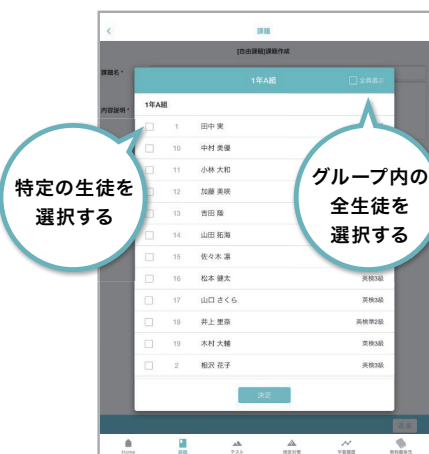 課題
[自由課題]課題作成
課題名 *
1年A組
全員表示
内容説明 *
1年A組
1 田中 実
10 中村 美優
11 小林 大和
12 加藤 美咲
13 吉田 陸
14 山田 拓海
15 佐々木 凛
16 松本 健太 英検3級
17 山口 さくら 英検3級
18 井上 里奈 英検準2級
19 木村 大輔 英検3級
2 相沢 花子 英検3級
特定の生徒を
選択する
グループ内の
全生徒を
選択する
決定
Home
課題
テスト
検定対策
学習履歴